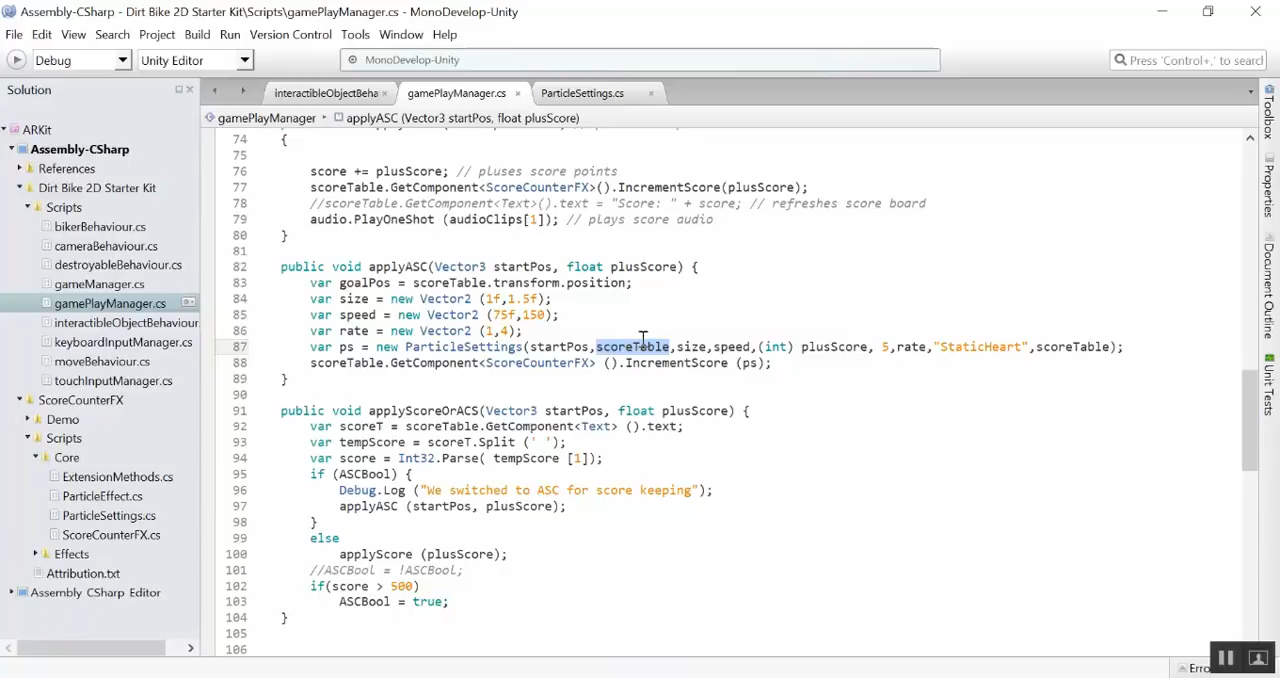 Assembly-CSharp - Dirt Bike 2D Starter Kit\Scripts\gamePlayManager.cs - MonoDevelop-Unity
File Edit View Search Project Build Run Version Control Tools Window Help
Debug Unity Editor MonoDevelop-Unity Press 'Control+,' to search
Solution
interactibleObjectBeha gamePlayManager.cs ParticleSettings.cs
gamePlayManager applyASC (Vector3 startPos, float plusScore)
ARKit
Assembly-CSharp
References
Dirt Bike 2D Starter Kit
Scripts
bikerBehaviour.cs
cameraBehaviour.cs
destroyableBehaviour.cs
gameManager.cs
gamePlayManager.cs
interactibleObjectBehaviour
keyboardInputManager.cs
moveBehaviour.cs
touchInputManager.cs
ScoreCounterFX
Demo
Scripts
Core
ExtensionMethods.cs
ParticleEffect.cs
ParticleSettings.cs
ScoreCounterFX.cs
Effects
Attribution.txt
Assembly CSharp Editor
74 {
75
76 score += plusScore; // pluses score points
77 scoreTable.GetComponent<ScoreCounterFX>().IncrementScore(plusScore);
78 //scoreTable.GetComponent<Text>().text = "Score: " + score; // refreshes score board
79 audio.PlayOneShot (audioClips[1]); // plays score audio
80 }
81
82 public void applyASC(Vector3 startPos, float plusScore) {
83 var goalPos = scoreTable.transform.position;
84 var size = new Vector2 (1f,1.5f);
85 var speed = new Vector2 (75f,150);
86 var rate = new Vector2 (1,4);
87 var ps = new ParticleSettings(startPos,scoreTable,size,speed,(int) plusScore, 5,rate,"StaticHeart",scoreTable);
88 scoreTable.GetComponent<ScoreCounterFX> ().IncrementScore (ps);
89 }
90
91 public void applyScoreOrACS(Vector3 startPos, float plusScore) {
92 var scoreT = scoreTable.GetComponent<Text> ().text;
93 var tempScore = scoreT.Split (' ');
94 var score = Int32.Parse( tempScore [1]);
95 if (ASCBool) {
96 Debug.Log ("We switched to ASC for score keeping");
97 applyASC (startPos, plusScore);
98 }
99 else
100 applyScore (plusScore);
101 //ASCBool = !ASCBool;
102 if(score > 500)
103 ASCBool = true;
104 }
105
106
Toolbox
Properties
Document Outline
Unit Tests
Erro